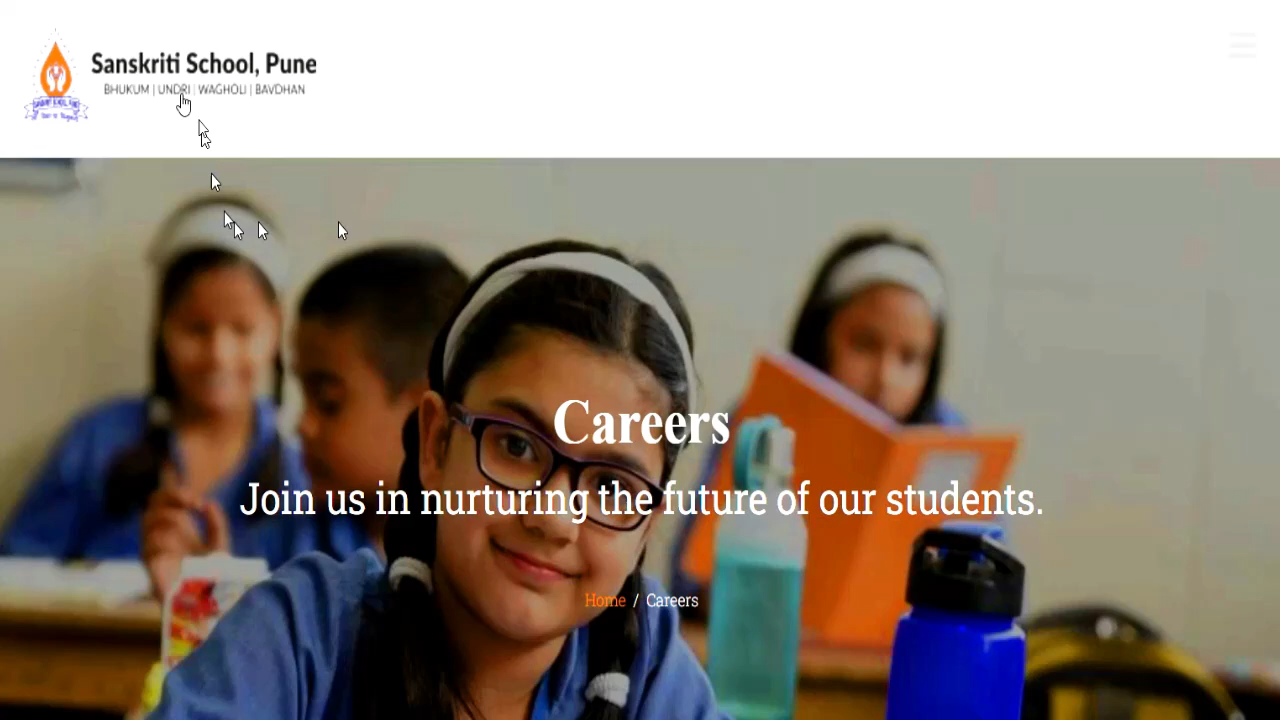 Sanskriti School, Pune
BHUKUM | UNDRI | WAGHOLI | BAVDHAN
Careers
Join us in nurturing the future of our students.
Home / Careers